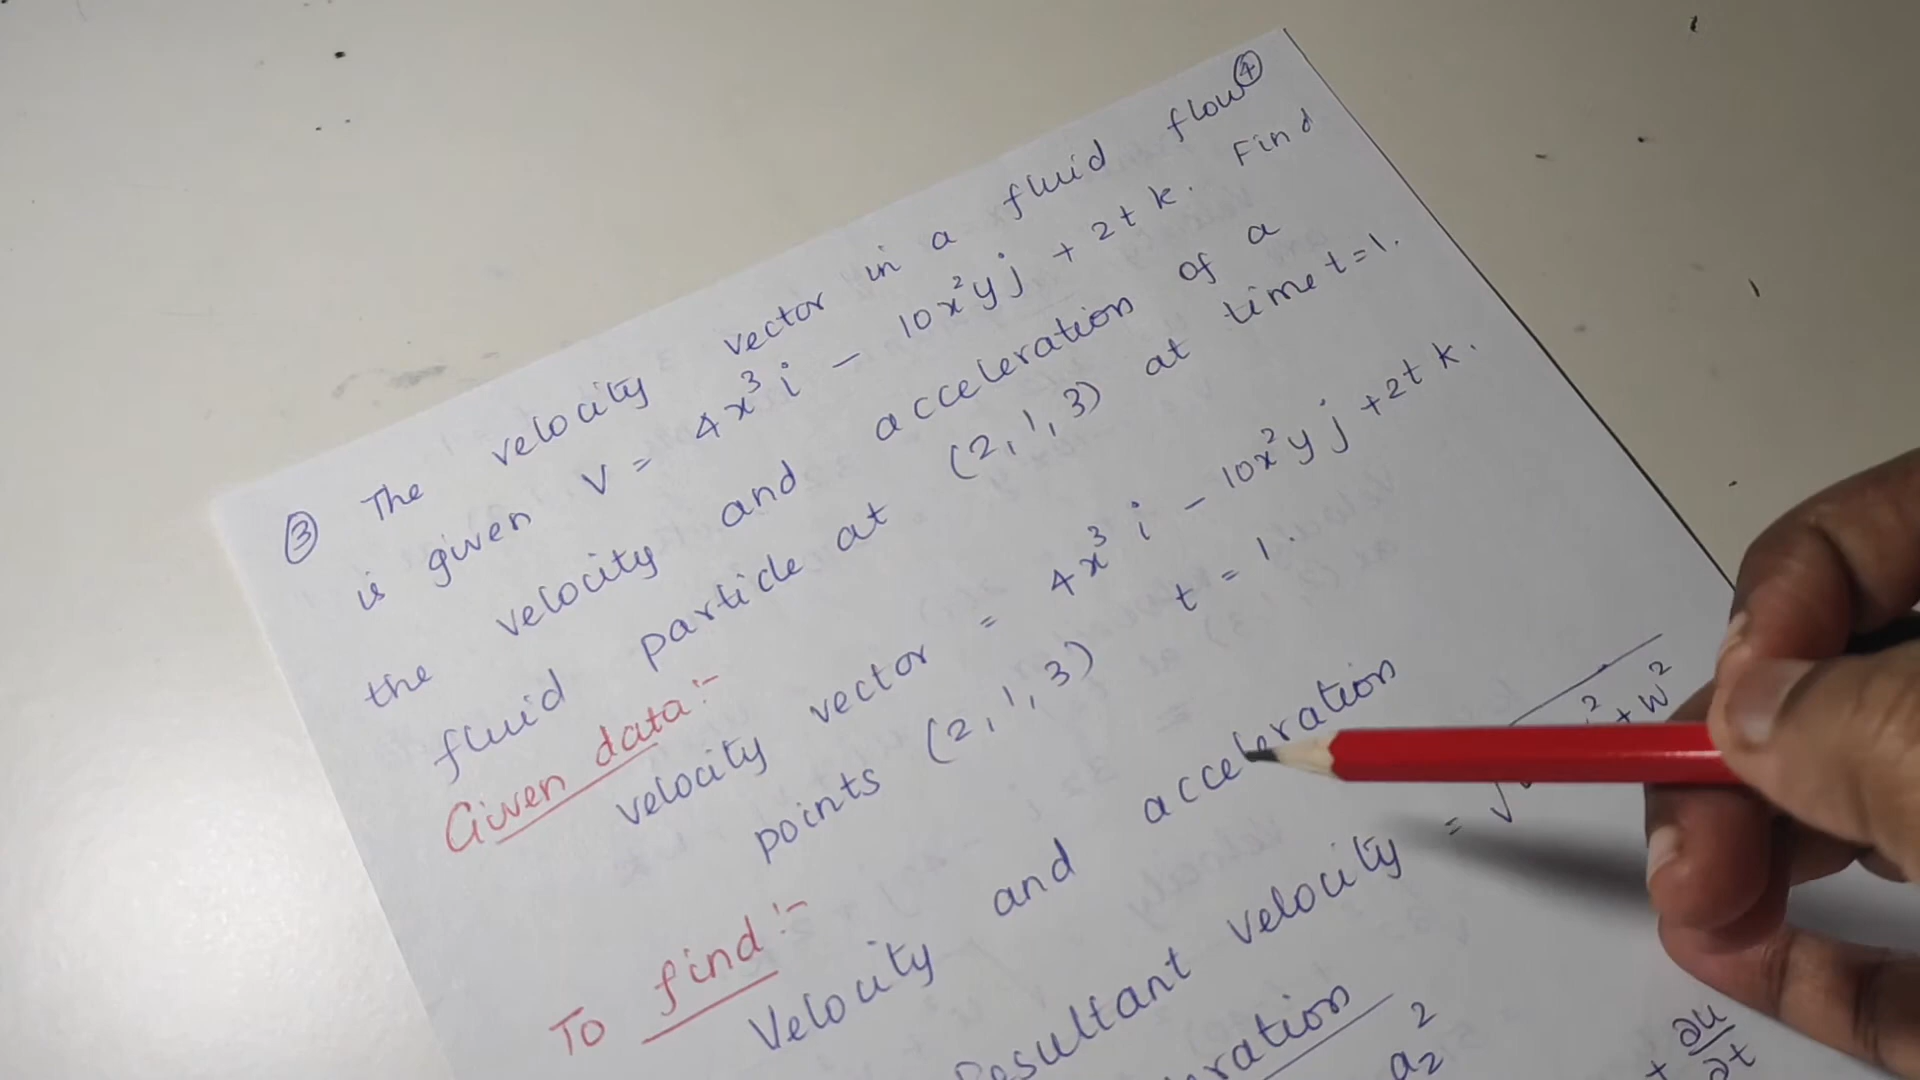 ④
③ The velocity vector in a fluid flow
is given V = 4x³ i - 10x²y j + 2t k. Find
the velocity and acceleration of a
fluid particle at (2, 1, 3) at time t = 1.
Given data:-
velocity vector = 4x³ i - 10x²y j + 2t k.
points (2, 1, 3) t = 1.
To find:-
Velocity and acceleration
Resultant velocity = √ ² + w²
∂u
+ ∂t